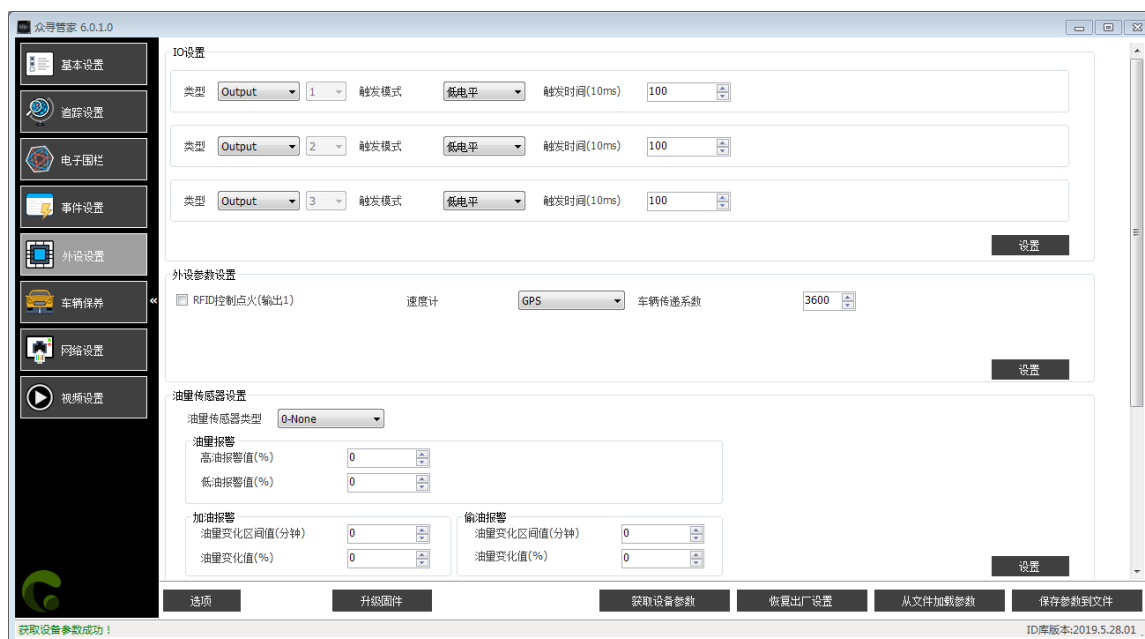 众寻管家 6.0.1.0
基本设置
追踪设置
电子围栏
事件设置
外设设置
车辆保养
网络设置
视频设置
«
IO设置
类型 Output 1 触发模式 低电平 触发时间(10ms) 100
类型 Output 2 触发模式 低电平 触发时间(10ms) 100
类型 Output 3 触发模式 低电平 触发时间(10ms) 100
设置
外设参数设置
RFID控制点火(输出1) 速度计 GPS 车辆传递系数 3600
设置
油量传感器设置
油量传感器类型 0-None
油量报警
高油报警值(%) 0
低油报警值(%) 0
加油报警
油量变化区间值(分钟) 0
油量变化值(%) 0
偷油报警
油量变化区间值(分钟) 0
油量变化值(%) 0
设置
选项 升级固件 获取设备参数 恢复出厂设置 从文件加载参数 保存参数到文件
获取设备参数成功！ ID库版本:2019.5.28.01